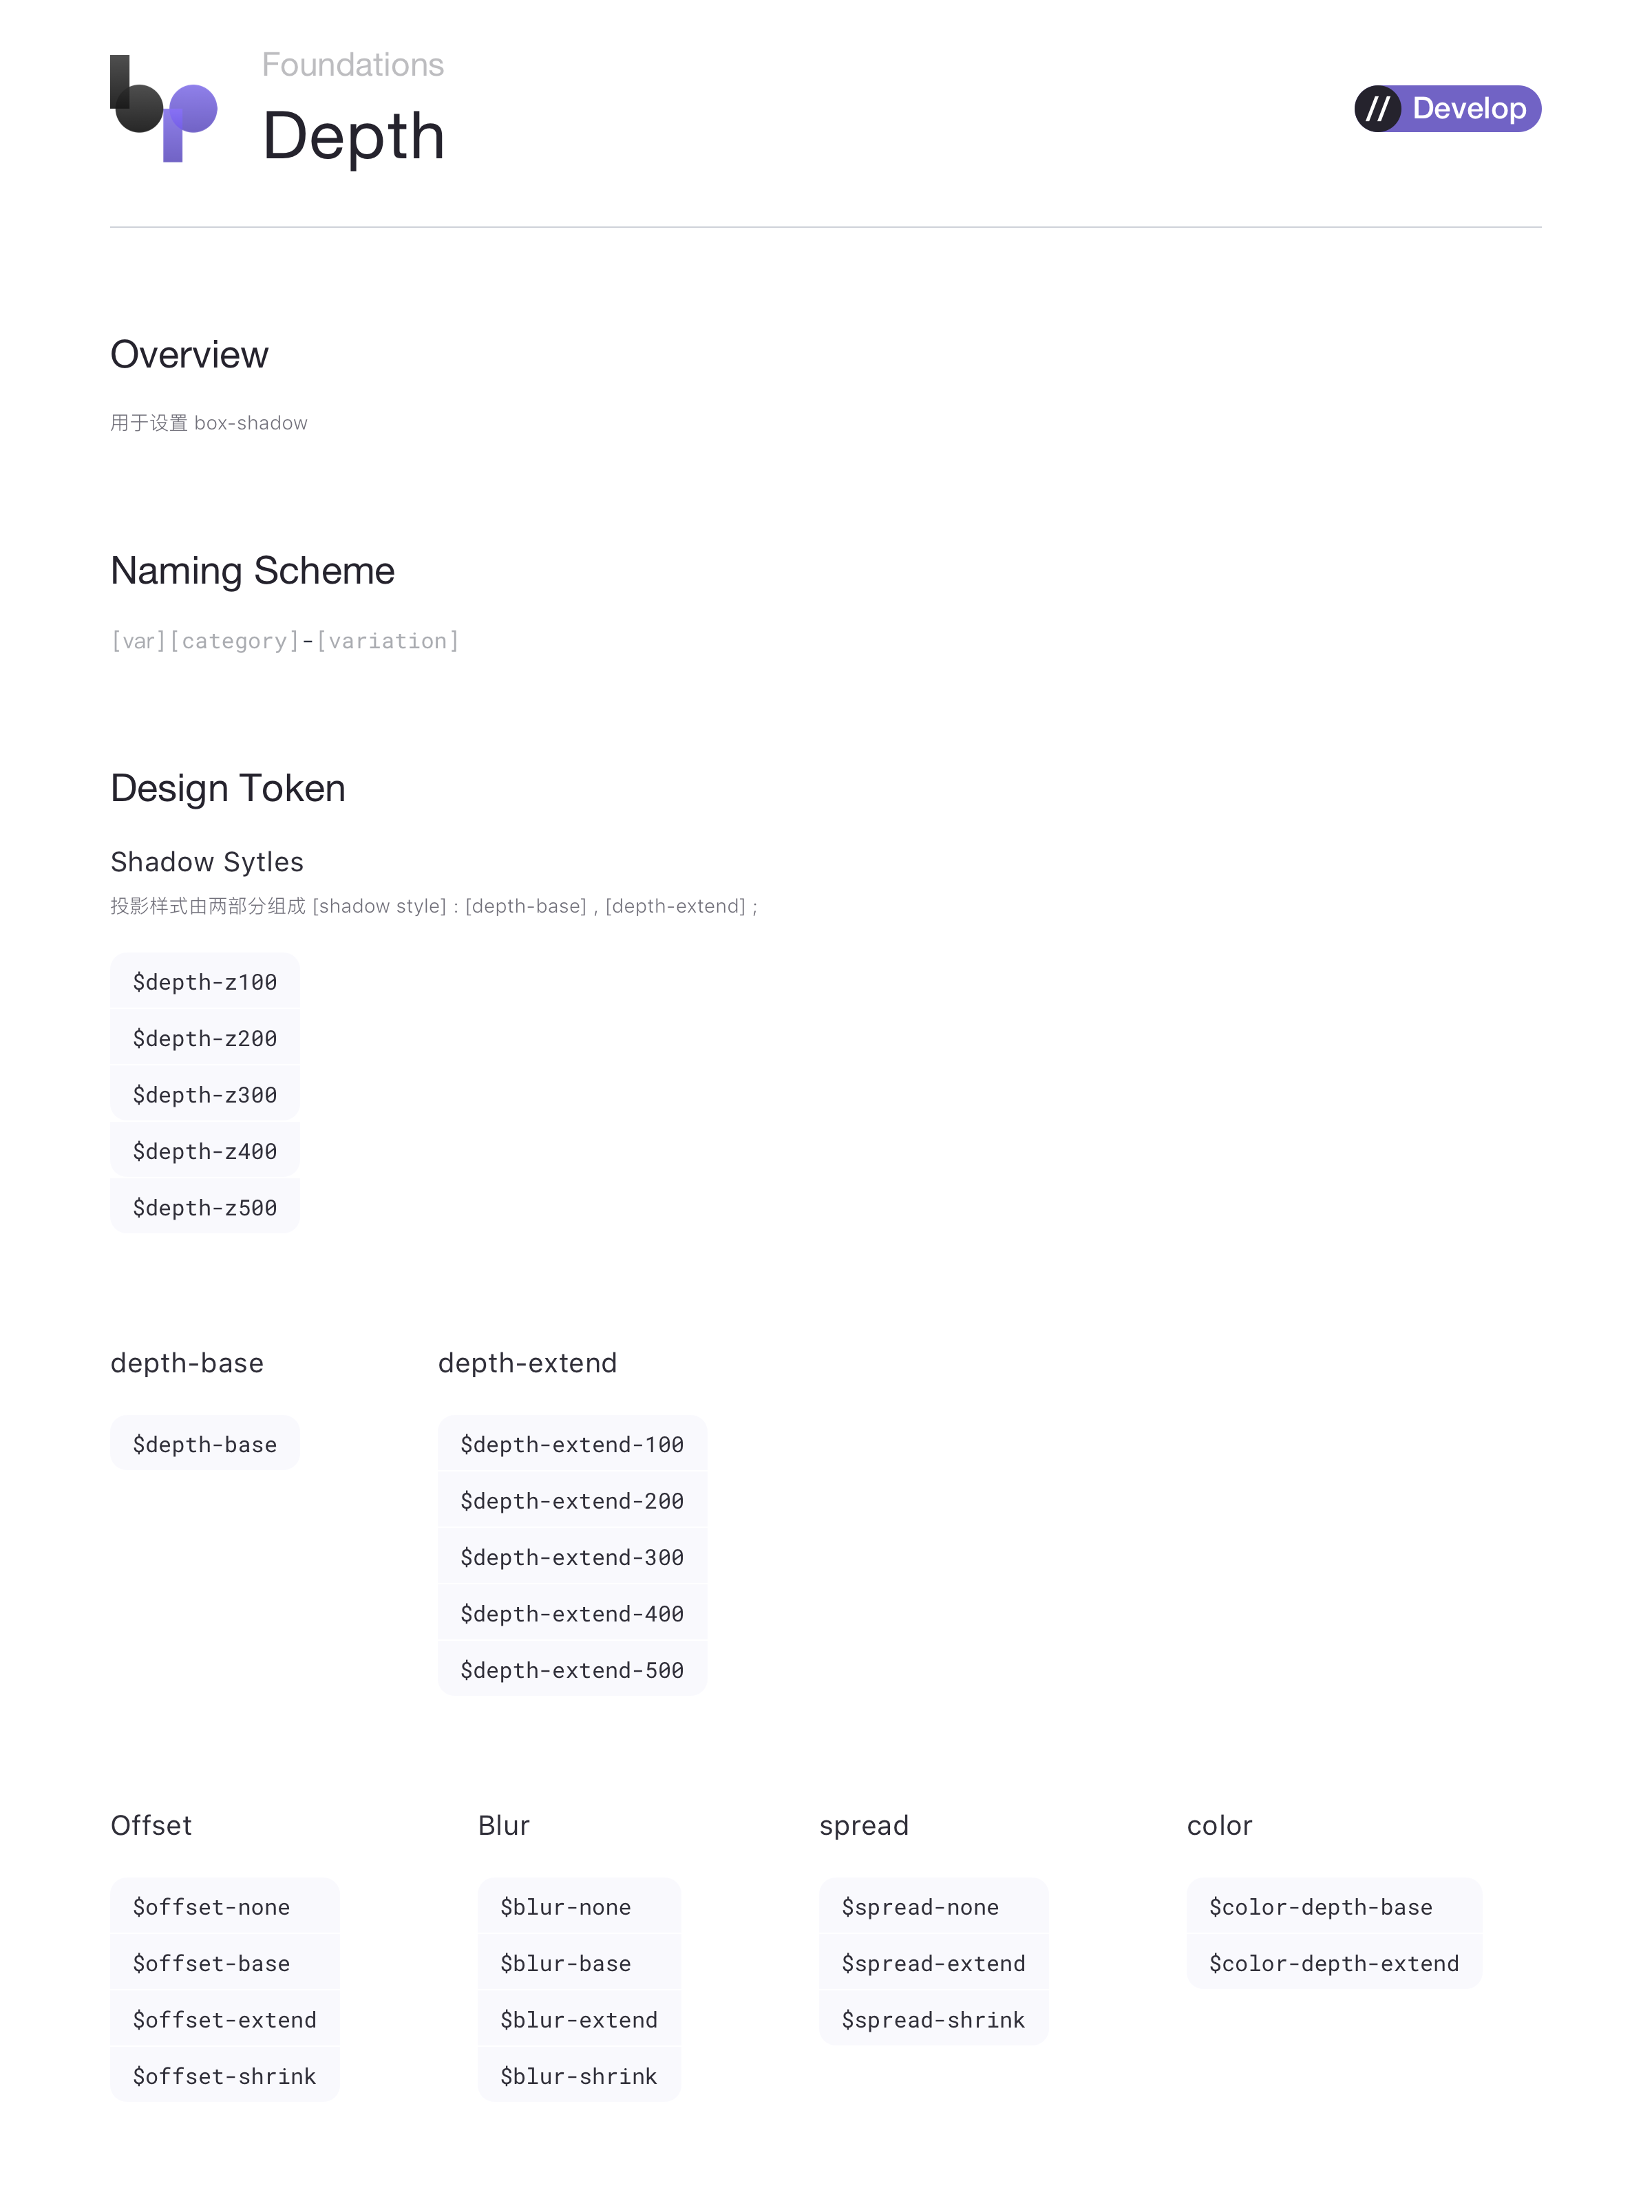 bp
Foundations
Depth
// Develop
Overview
用于设置 box-shadow
Naming Scheme
[var][category]-[variation]
Design Token
Shadow Sytles
投影样式由两部分组成 [shadow style] : [depth-base] , [depth-extend] ;
$depth-z100
$depth-z200
$depth-z300
$depth-z400
$depth-z500
depth-base
$depth-base
depth-extend
$depth-extend-100
$depth-extend-200
$depth-extend-300
$depth-extend-400
$depth-extend-500
Offset
$offset-none
$offset-base
$offset-extend
$offset-shrink
Blur
$blur-none
$blur-base
$blur-extend
$blur-shrink
spread
$spread-none
$spread-extend
$spread-shrink
color
$color-depth-base
$color-depth-extend